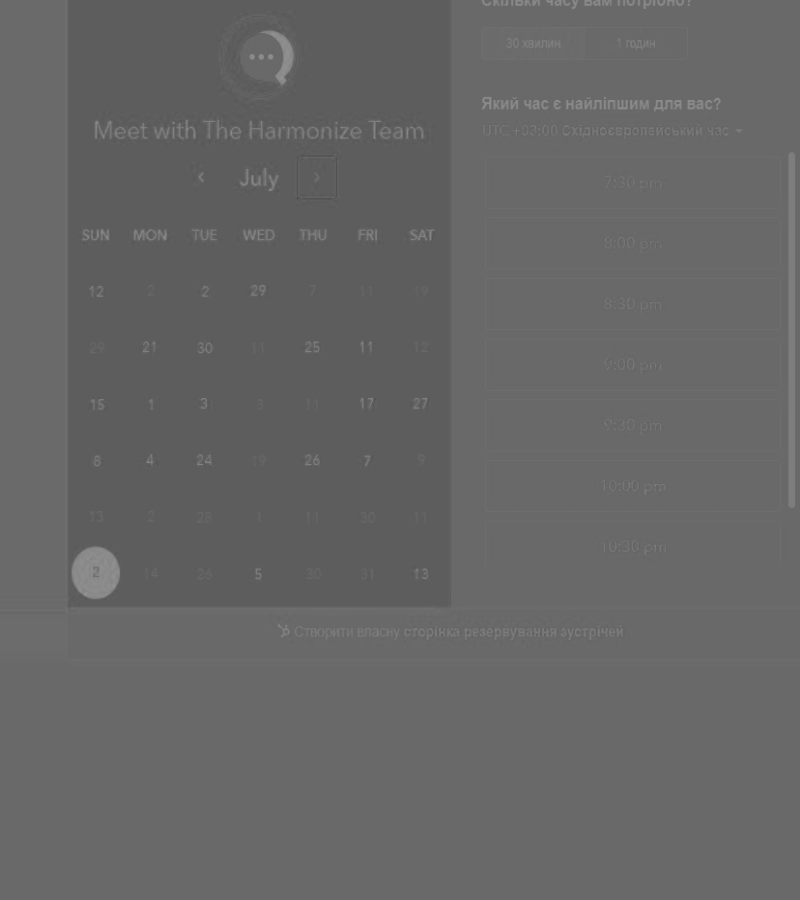 Скільки часу вам потрібно?
30 хвилин 1 годин
Який час є найліпшим для вас?
UTC +03:00 Східноєвропейський час
Meet with The Harmonize Team
July
SUN MON TUE WED THU FRI SAT
12 2 2 29 7 11 19
29 21 30 11 25 11 12
15 1 3 3 11 17 27
8 4 24 19 26 7 9
13 2 28 1 11 30 11
2 14 26 5 30 31 13
7:30 pm
8:00 pm
8:30 pm
9:00 pm
9:30 pm
10:00 pm
10:30 pm
Створити власну сторінка резервування зустрічей